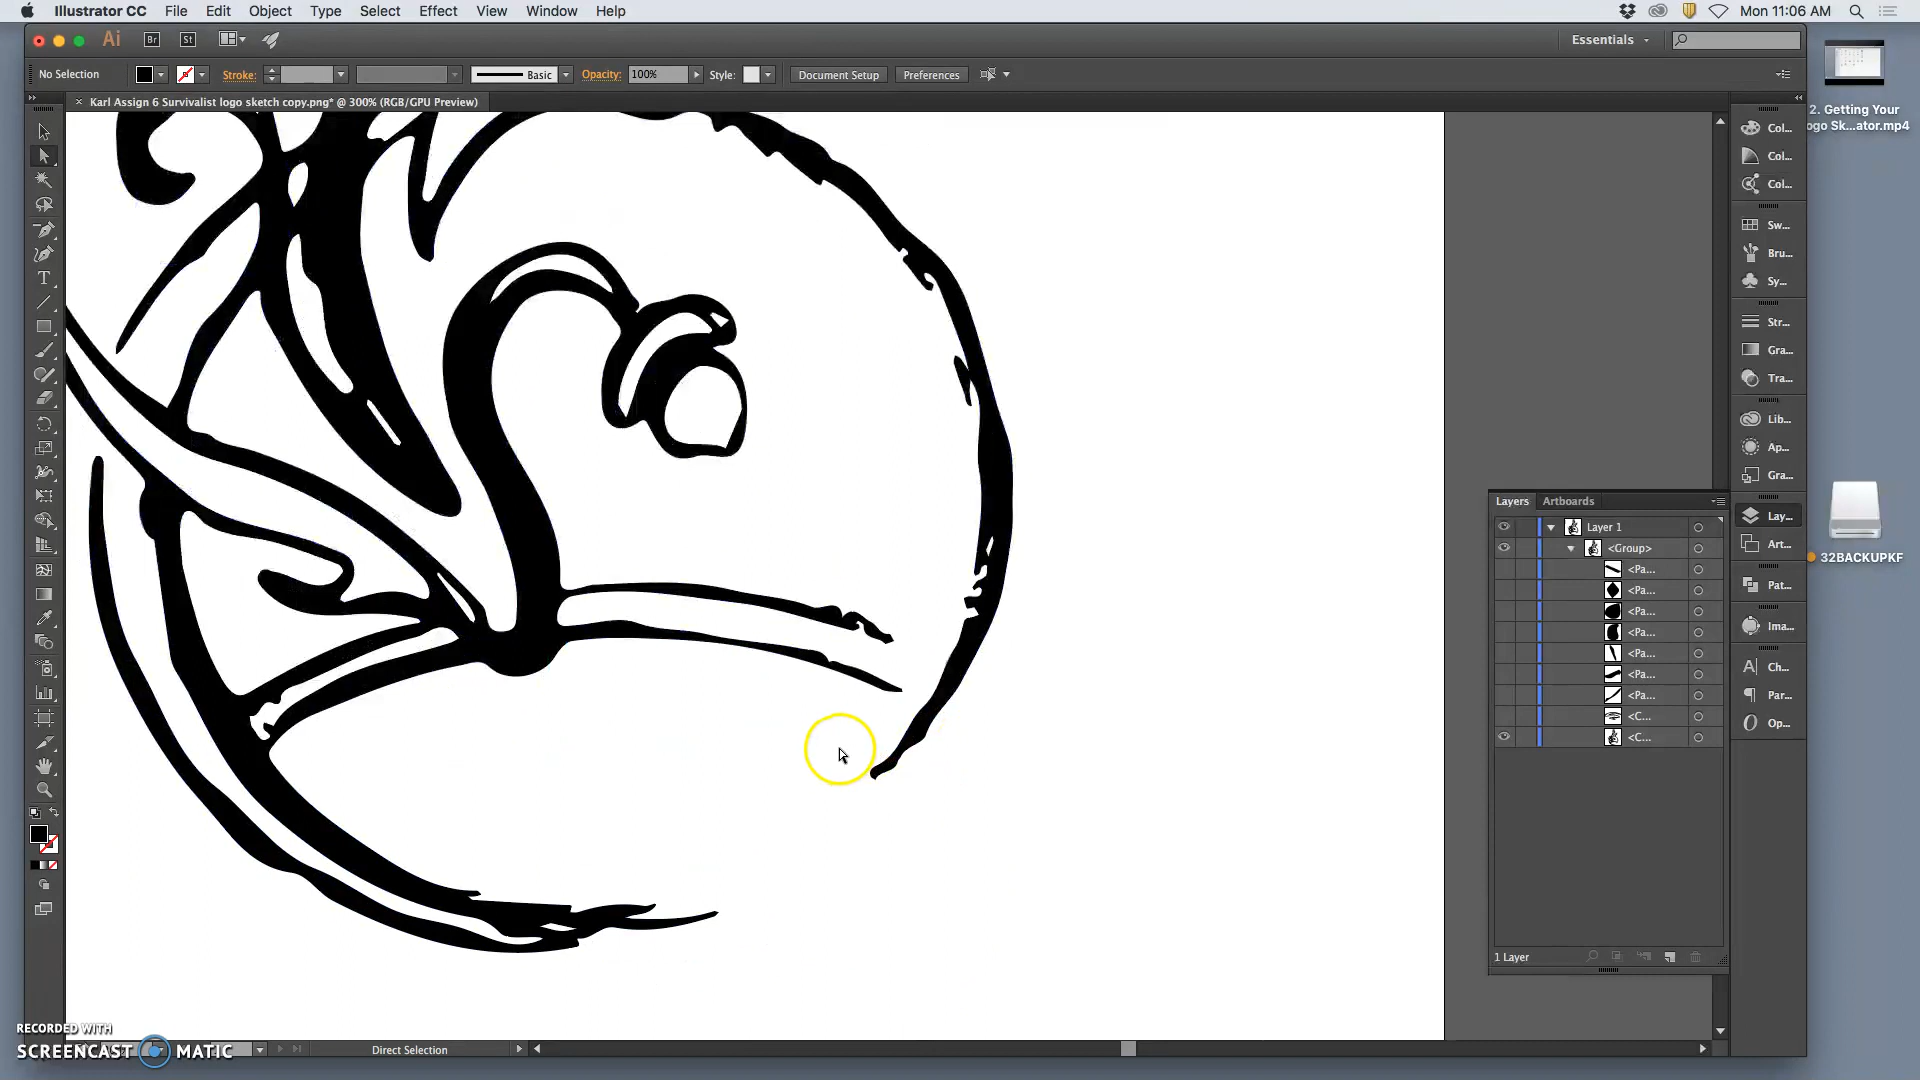 Illustrator CC File Edit Object Type Select Effect View Window Help Mon 11:06 AM
Ai Br St Essentials
No Selection Stroke: Basic Opacity: 100% Style: Document Setup Preferences
× Karl Assign 6 Survivalist logo sketch copy.png* @ 300% (RGB/GPU Preview)
2. Getting Your
ogo Sk...ator.mp4
Col...
Col...
Col...
Sw...
Bru...
Sy...
Str...
Gra...
Tra...
Lib...
Ap...
Gra...
Lay...
Art...
Pat...
Ima...
Ch...
Par...
Op...
32BACKUPKF
Layers Artboards
Layer 1
<Group>
<Pa...
<Pa...
<Pa...
<Pa...
<Pa...
<Pa...
<Pa...
<C...
<C...
1 Layer
Direct Selection
RECORDED WITH
SCREENCAST MATIC